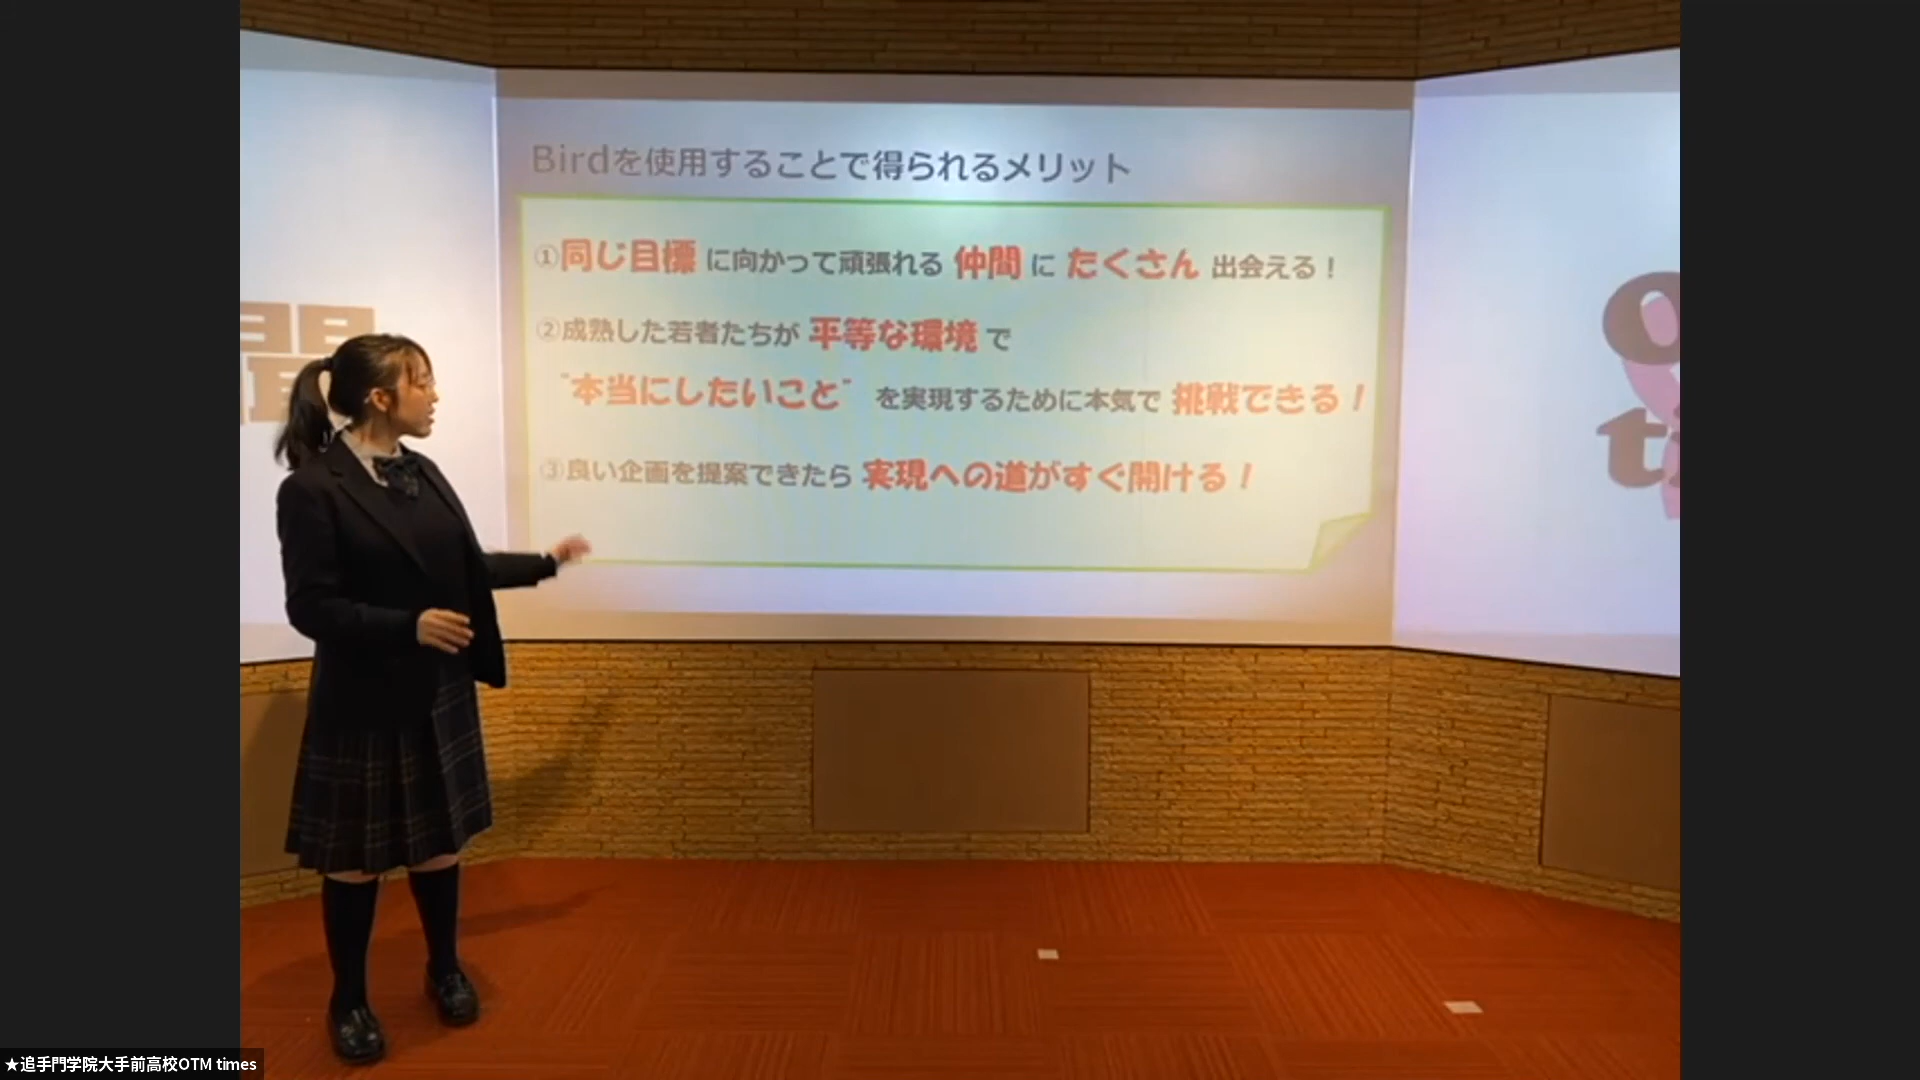 Birdを使用することで得られるメリット
①同じ目標 に向かって頑張れる 仲間 に たくさん 出会える！
②成熟した若者たちが 平等な環境 で
"本当にしたいこと" を実現するために本気で 挑戦できる！
③良い企画を提案できたら 実現への道がすぐ開ける！
★追手門学院大手前高校OTM times